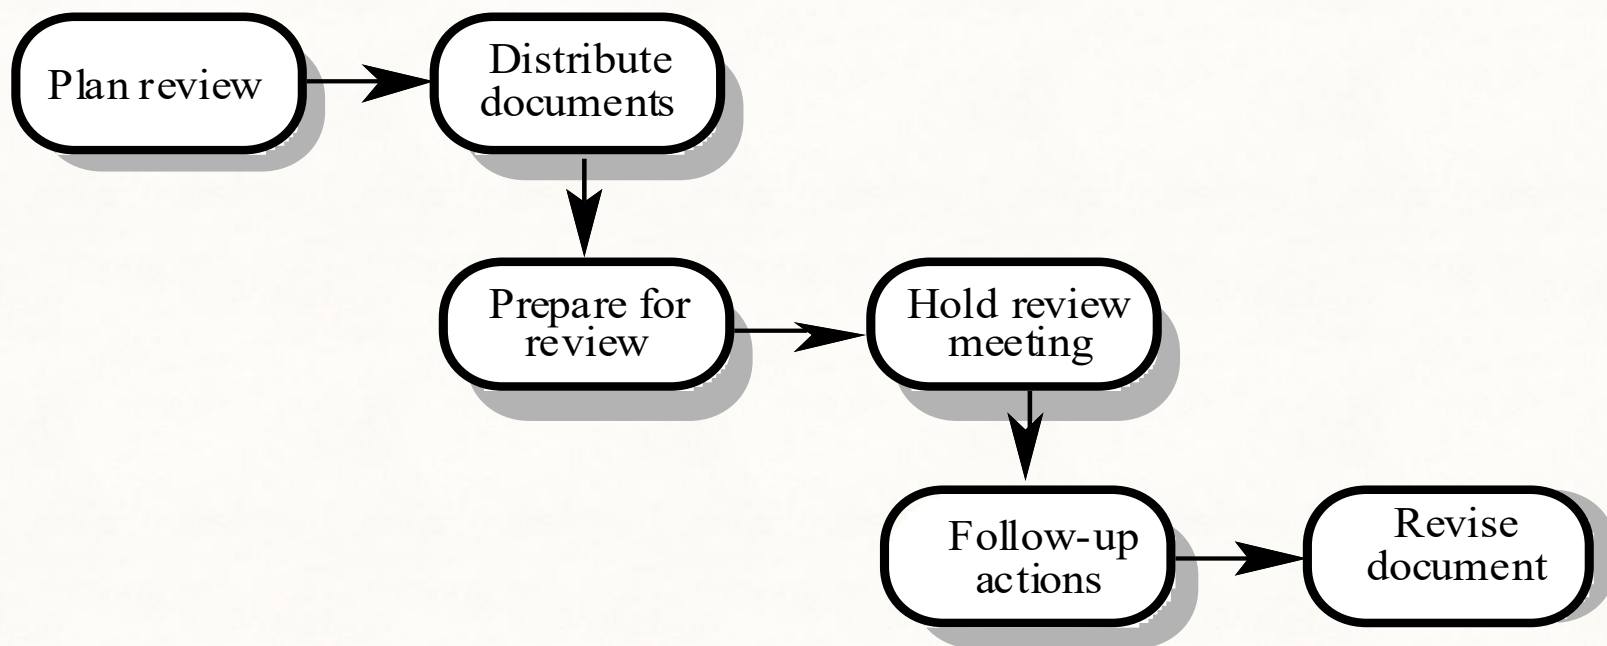 Plan review
Distribute
documents
Prepare for
review
Hold review
meeting
Follow-up
actions
Revise
document